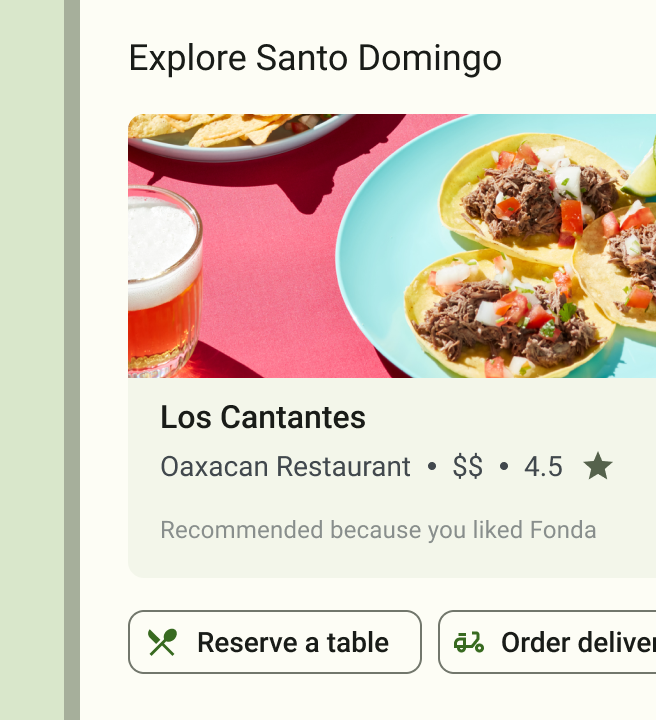 Explore Santo Domingo
Los Cantantes
Oaxacan Restaurant • $$ • 4.5 ★
Recommended because you liked Fonda
Reserve a table
Order deliver